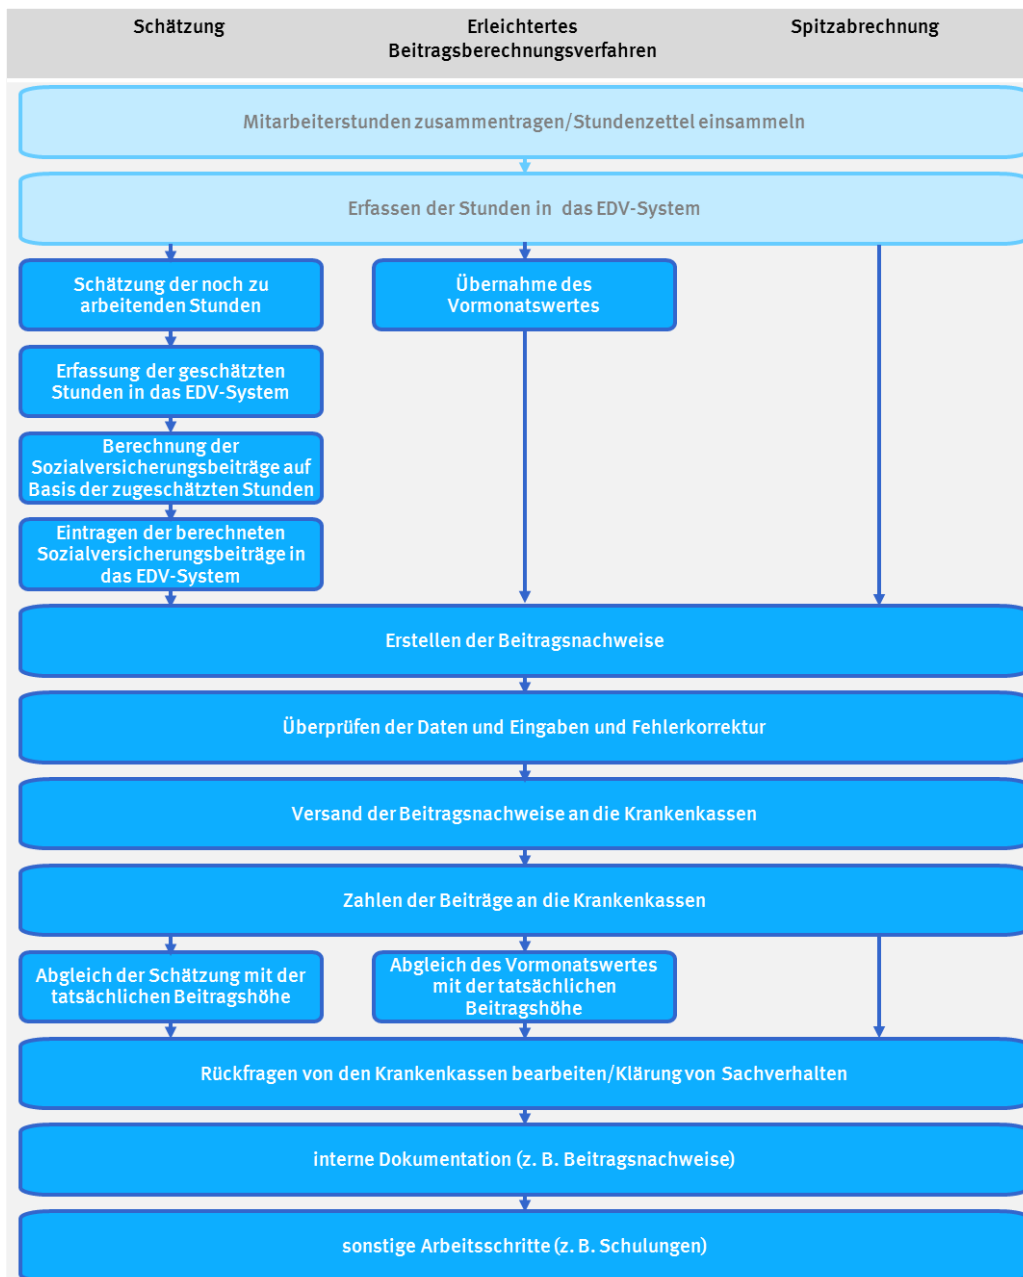 Schätzung
Erleichtertes
Beitragsberechnungsverfahren
Spitzabrechnung
Mitarbeiterstunden zusammentragen/Stundenzettel einsammeln
Erfassen der Stunden in das EDV-System
Schätzung der noch zu
arbeitenden Stunden
Übernahme des
Vormonatswertes
Erfassung der geschätzten
Stunden in das EDV-System
Berechnung der
Sozialversicherungsbeiträge auf
Basis der zugeschätzten Stunden
Eintragen der berechneten
Sozialversicherungsbeiträge in
das EDV-System
Erstellen der Beitragsnachweise
Überprüfen der Daten und Eingaben und Fehlerkorrektur
Versand der Beitragsnachweise an die Krankenkassen
Zahlen der Beiträge an die Krankenkassen
Abgleich der Schätzung mit der
tatsächlichen Beitragshöhe
Abgleich des Vormonatswertes
mit der tatsächlichen
Beitragshöhe
Rückfragen von den Krankenkassen bearbeiten/Klärung von Sachverhalten
interne Dokumentation (z. B. Beitragsnachweise)
sonstige Arbeitsschritte (z. B. Schulungen)